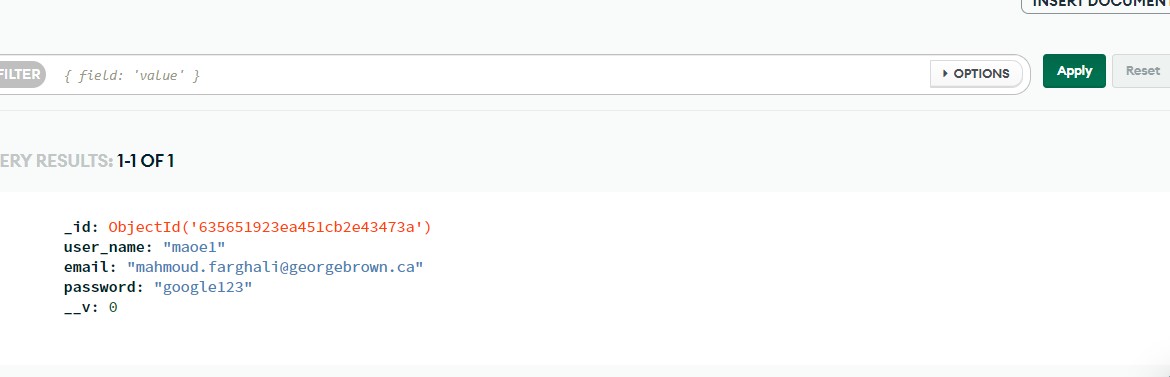 INSERT DOCUMENT
FILTER { field: 'value' } OPTIONS Apply Reset
ERY RESULTS: 1-1 OF 1
_id: ObjectId('635651923ea451cb2e43473a')
user_name: "maoe1"
email: "mahmoud.farghali@georgebrown.ca"
password: "google123"
__v: 0